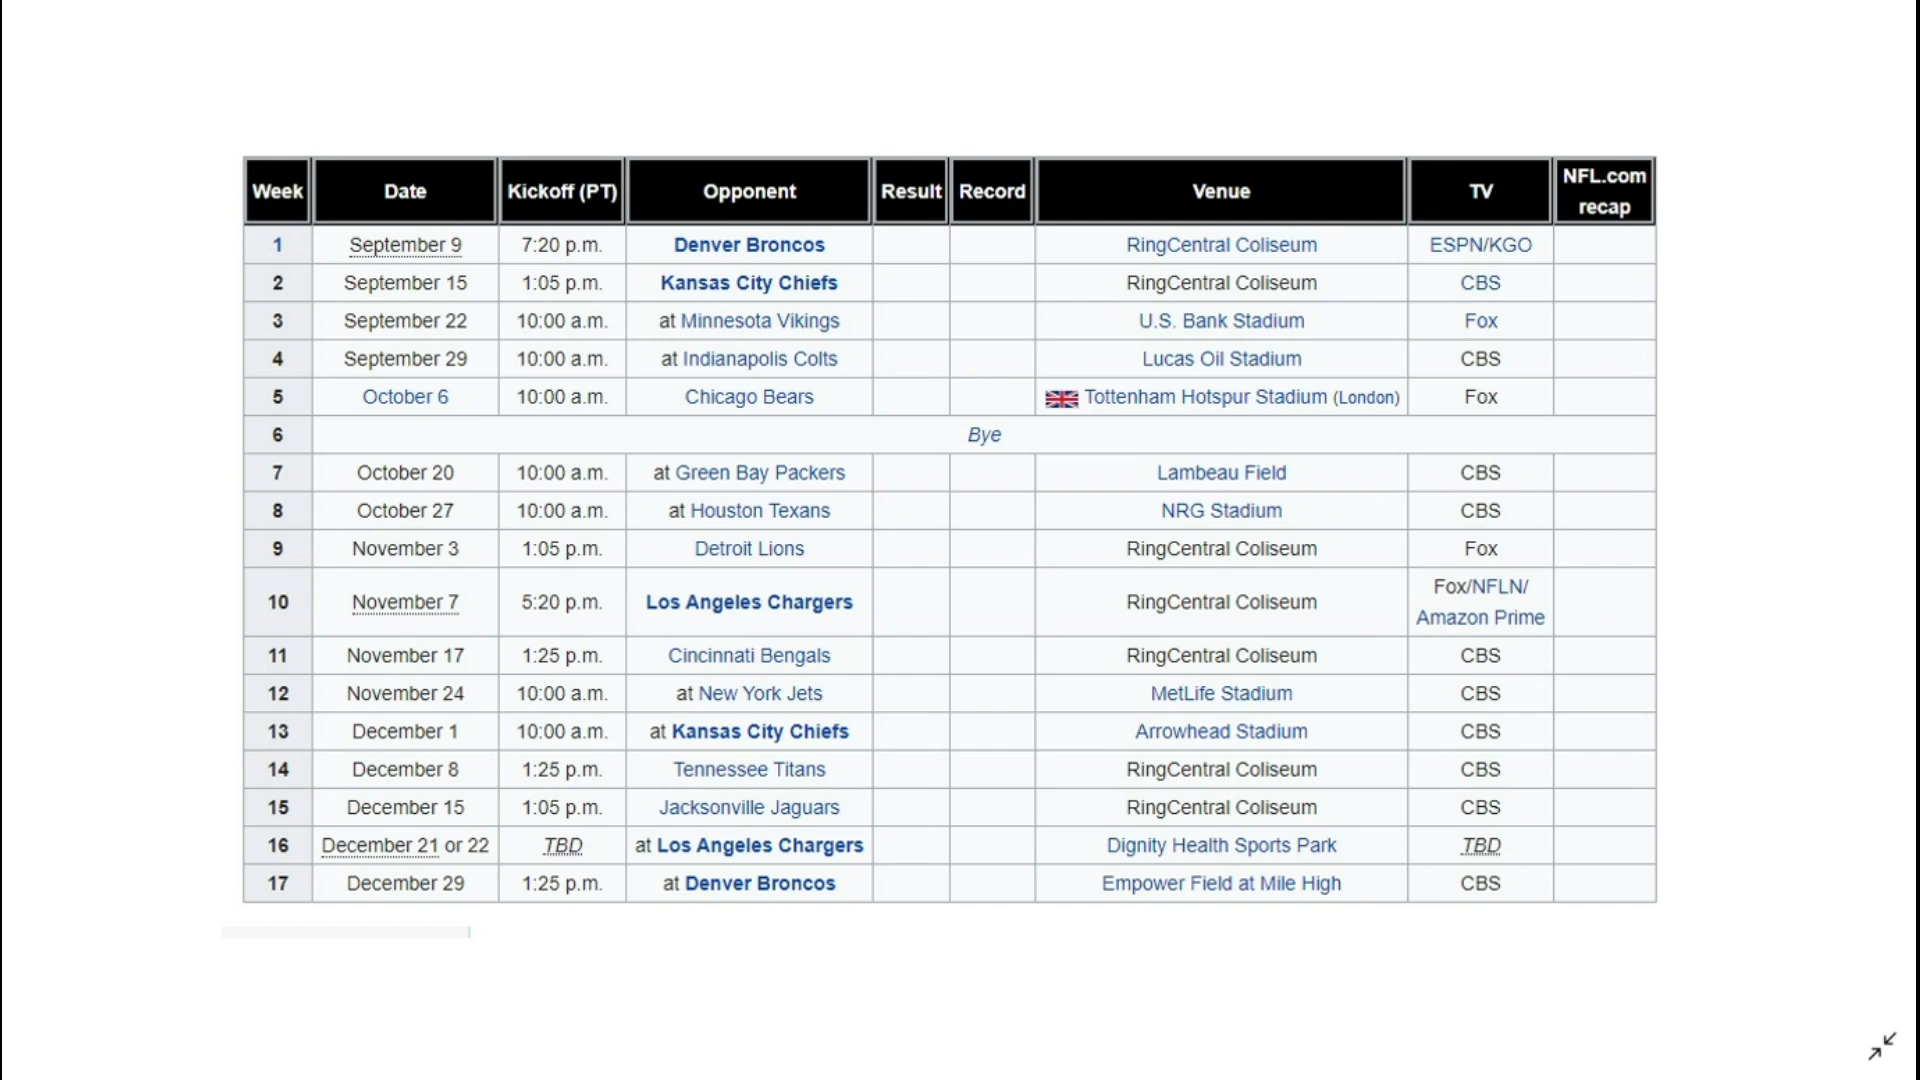 Week Date Kickoff (PT) Opponent Result Record Venue TV NFL.com recap
1 September 9 7:20 p.m. Denver Broncos RingCentral Coliseum ESPN/KGO
2 September 15 1:05 p.m. Kansas City Chiefs RingCentral Coliseum CBS
3 September 22 10:00 a.m. at Minnesota Vikings U.S. Bank Stadium Fox
4 September 29 10:00 a.m. at Indianapolis Colts Lucas Oil Stadium CBS
5 October 6 10:00 a.m. Chicago Bears Tottenham Hotspur Stadium (London) Fox
6 Bye
7 October 20 10:00 a.m. at Green Bay Packers Lambeau Field CBS
8 October 27 10:00 a.m. at Houston Texans NRG Stadium CBS
9 November 3 1:05 p.m. Detroit Lions RingCentral Coliseum Fox
10 November 7 5:20 p.m. Los Angeles Chargers RingCentral Coliseum Fox/NFLN/ Amazon Prime
11 November 17 1:25 p.m. Cincinnati Bengals RingCentral Coliseum CBS
12 November 24 10:00 a.m. at New York Jets MetLife Stadium CBS
13 December 1 10:00 a.m. at Kansas City Chiefs Arrowhead Stadium CBS
14 December 8 1:25 p.m. Tennessee Titans RingCentral Coliseum CBS
15 December 15 1:05 p.m. Jacksonville Jaguars RingCentral Coliseum CBS
16 December 21 or 22 TBD at Los Angeles Chargers Dignity Health Sports Park TBD
17 December 29 1:25 p.m. at Denver Broncos Empower Field at Mile High CBS